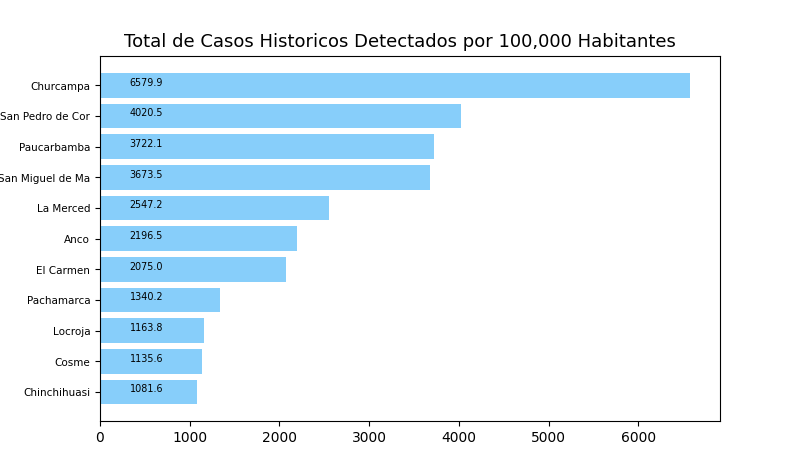 Total de Casos Historicos Detectados por 100,000 Habitantes
Churcampa 6579.9
San Pedro de Cor 4020.5
Paucarbamba 3722.1
San Miguel de Ma 3673.5
La Merced 2547.2
Anco 2196.5
El Carmen 2075.0
Pachamarca 1340.2
Locroja 1163.8
Cosme 1135.6
Chinchihuasi 1081.6
0 1000 2000 3000 4000 5000 6000